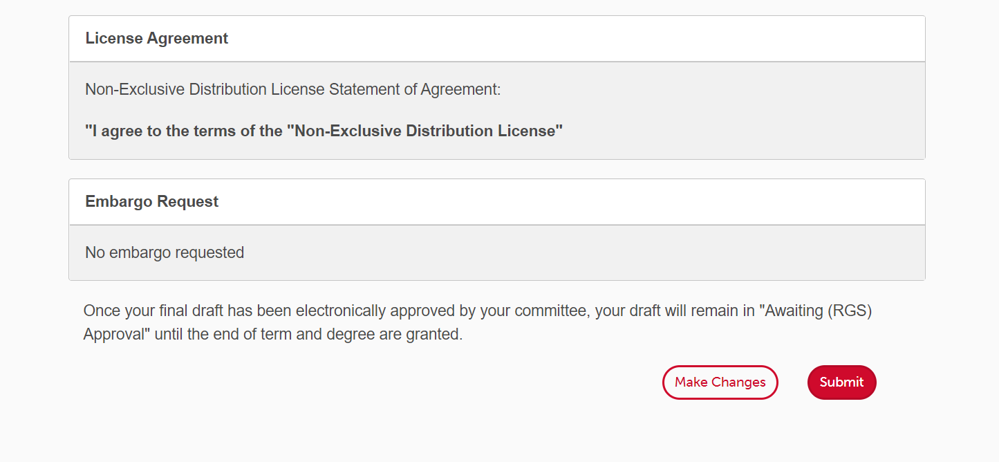 License Agreement
Non-Exclusive Distribution License Statement of Agreement:
"I agree to the terms of the "Non-Exclusive Distribution License"
Embargo Request
No embargo requested
Once your final draft has been electronically approved by your committee, your draft will remain in "Awaiting (RGS)
Approval" until the end of term and degree are granted.
Make Changes
Submit